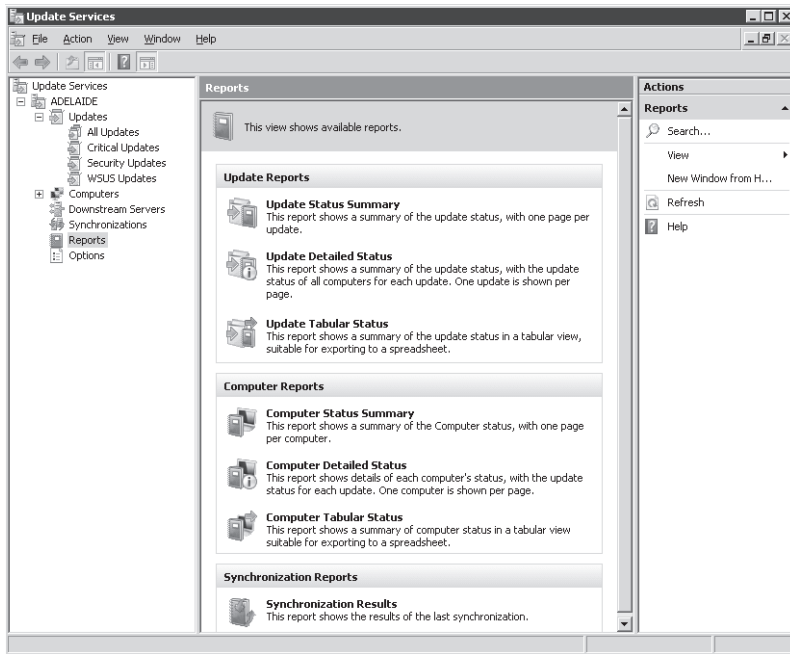 Update Services
File Action View Window Help
Update Services
ADELAIDE
Updates
All Updates
Critical Updates
Security Updates
WSUS Updates
Computers
Downstream Servers
Synchronizations
Reports
Options
Reports
This view shows available reports.
Update Reports
Update Status Summary
This report shows a summary of the update status, with one page per
update.
Update Detailed Status
This report shows a summary of the update status, with the update
status of all computers for each update. One update is shown per
page.
Update Tabular Status
This report shows a summary of the update status in a tabular view,
suitable for exporting to a spreadsheet.
Computer Reports
Computer Status Summary
This report shows a summary of the Computer status, with one page
per computer.
Computer Detailed Status
This report shows details of each computer's status, with the update
status for each update. One computer is shown per page.
Computer Tabular Status
This report shows a summary of computer status in a tabular view
suitable for exporting to a spreadsheet.
Synchronization Reports
Synchronization Results
This report shows the results of the last synchronization.
Actions
Reports
Search...
View
New Window from H...
Refresh
Help